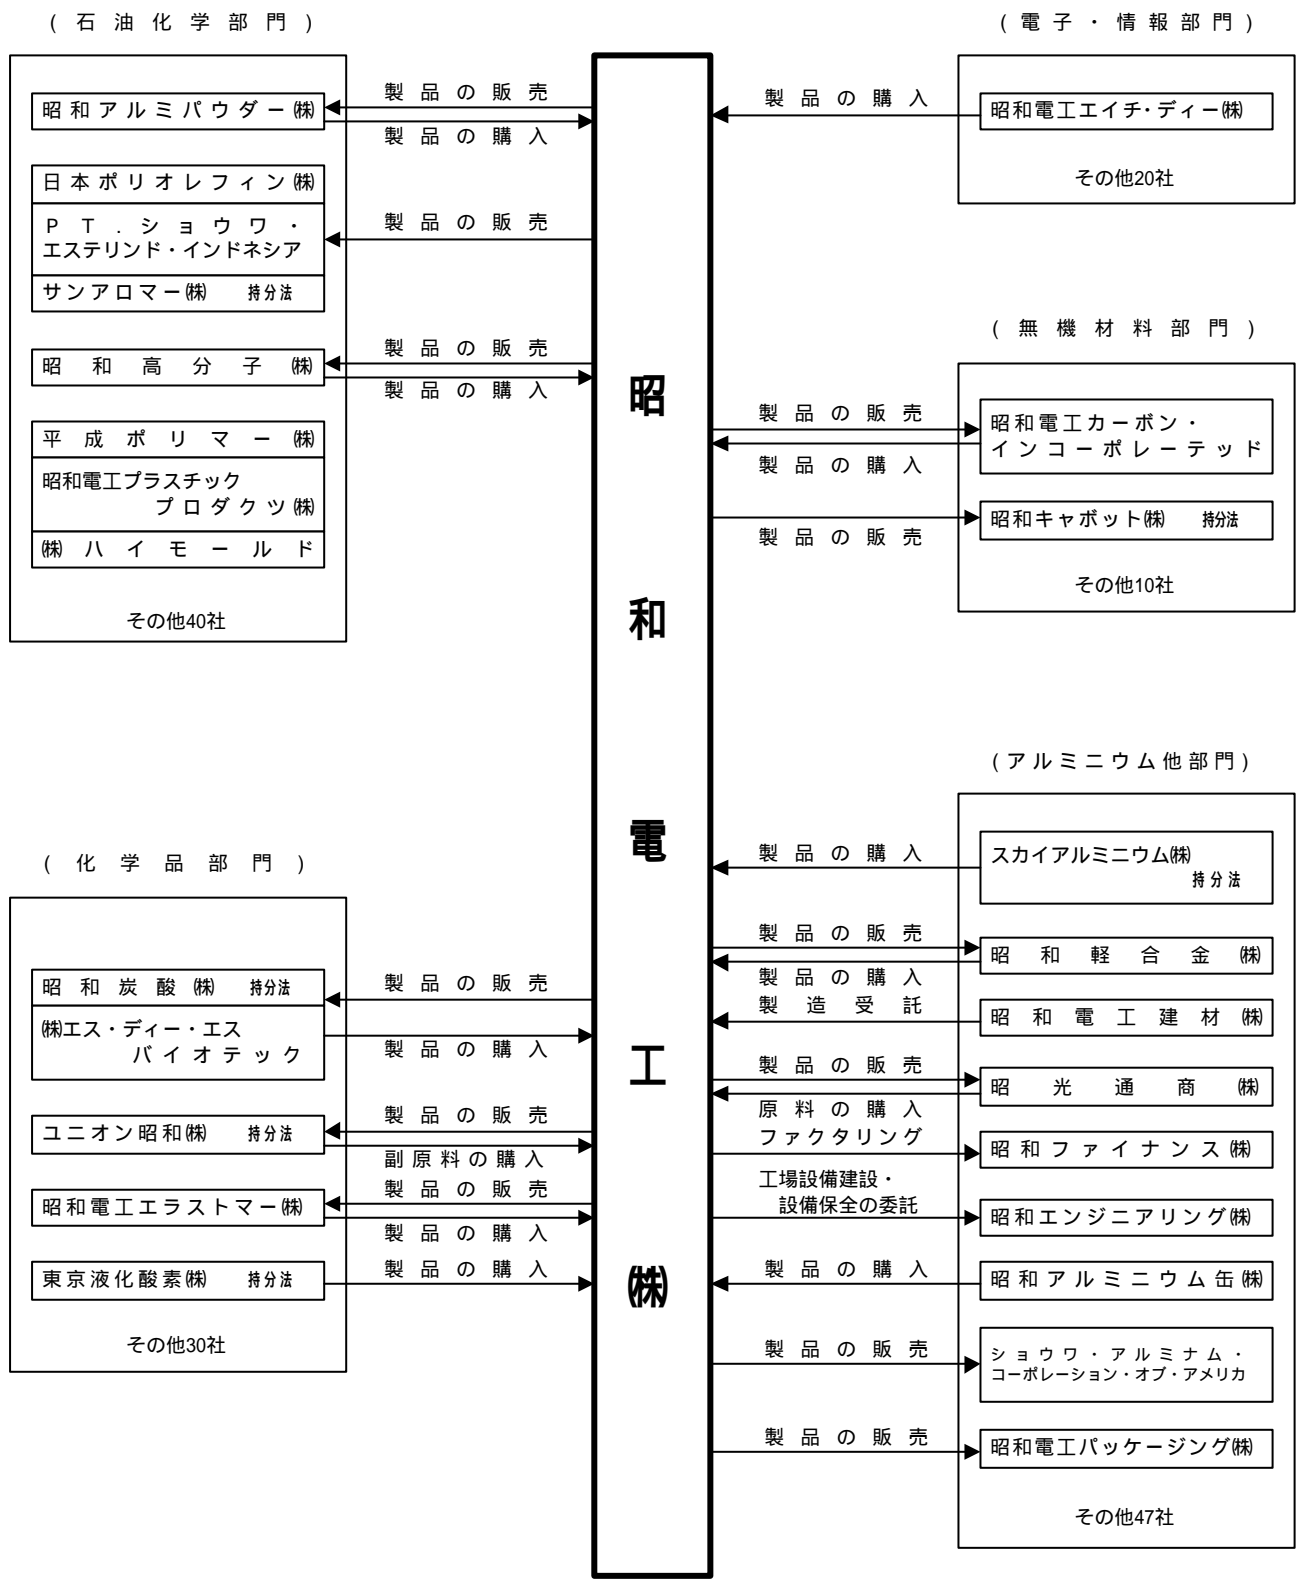 (石油化学部門)
昭和アルミパウダー㈱
製品の販売
製品の購入
日本ポリオレフィン㈱
PT.ショウワ・
エステリンド・インドネシア
サンアロマー㈱ 持分法
製品の販売
昭和高分子㈱
製品の販売
製品の購入
平成ポリマー㈱
昭和電工プラスチック
プロダクツ㈱
㈱ハイモールド
その他40社
(化学品部門)
昭和炭酸㈱ 持分法
㈱エス・ディー・エス
バイオテック
製品の販売
製品の購入
ユニオン昭和㈱ 持分法
製品の販売
副原料の購入
昭和電工エラストマー㈱
製品の販売
製品の購入
東京液化酸素㈱ 持分法
製品の購入
その他30社
昭和電工㈱
(電子・情報部門)
製品の購入
昭和電工エイチ・ディー㈱
その他20社
(無機材料部門)
製品の販売
製品の購入
昭和電工カーボン・
インコーポレーテッド
製品の販売
昭和キャボット㈱ 持分法
その他10社
(アルミニウム他部門)
製品の購入
スカイアルミニウム㈱
持分法
製品の販売
製品の購入
昭和軽合金㈱
製造受託
昭和電工建材㈱
製品の販売
原料の購入
昭光通商㈱
ファクタリング
昭和ファイナンス㈱
工場設備建設・
設備保全の委託
昭和エンジニアリング㈱
製品の購入
昭和アルミニウム缶㈱
製品の販売
ショウワ・アルミナム・
コーポレーション・オブ・アメリカ
製品の販売
昭和電工パッケージング㈱
その他47社